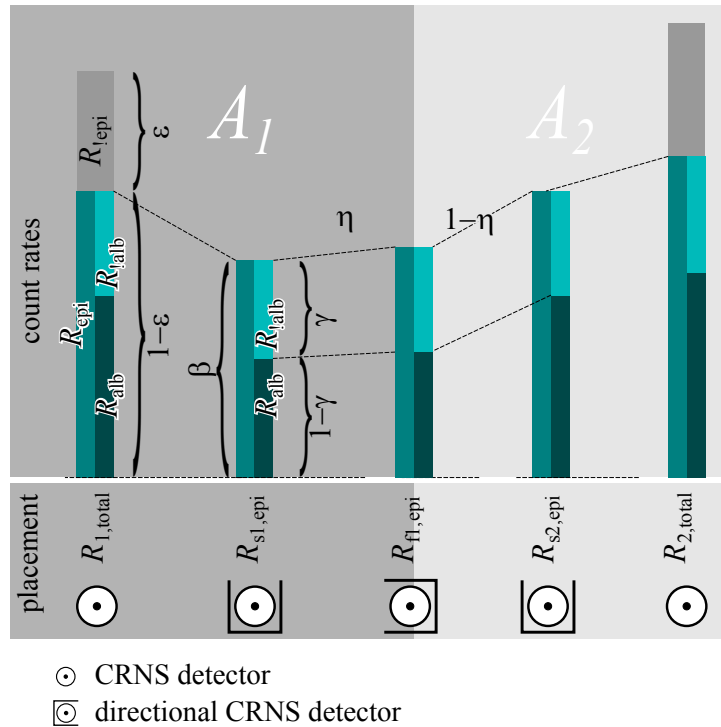 A1 A2
R!epi ε
count rates
Repi R!alb Ralb 1−ε
β R!alb γ
Ralb 1−γ
η 1−η
placement
R1,total Rs1,epi Rf1,epi Rs2,epi R2,total
CRNS detector
directional CRNS detector